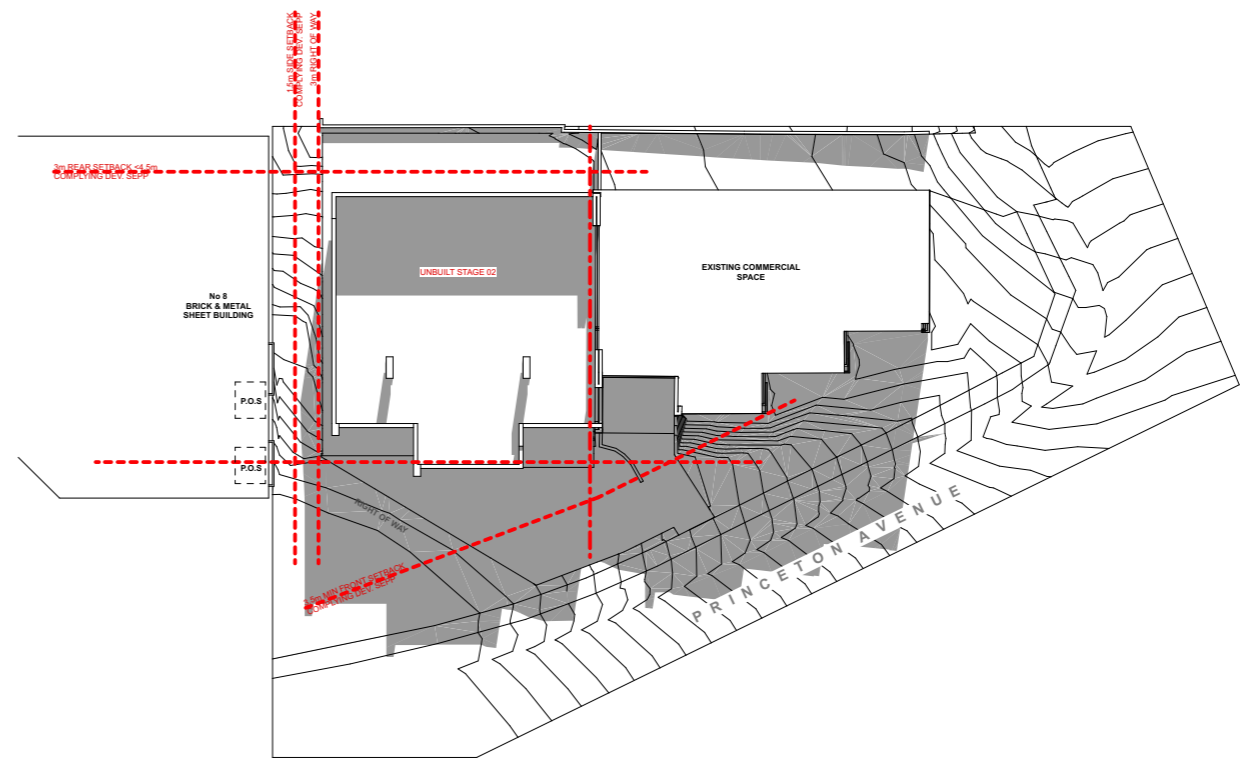 1.5m SIDE SETBACK
COMPLYING DEV. SEPP
3m RIGHT OF WAY
3m REAR SETBACK <4.5m
COMPLYING DEV. SEPP
UNBUILT STAGE 02
EXISTING COMMERCIAL
SPACE
No 8
BRICK & METAL
SHEET BUILDING
P.O.S
P.O.S
RIGHT OF WAY
PRINCETON AVENUE
5m MIN FRONT SETBACK
COMPLYING DEV. SEPP